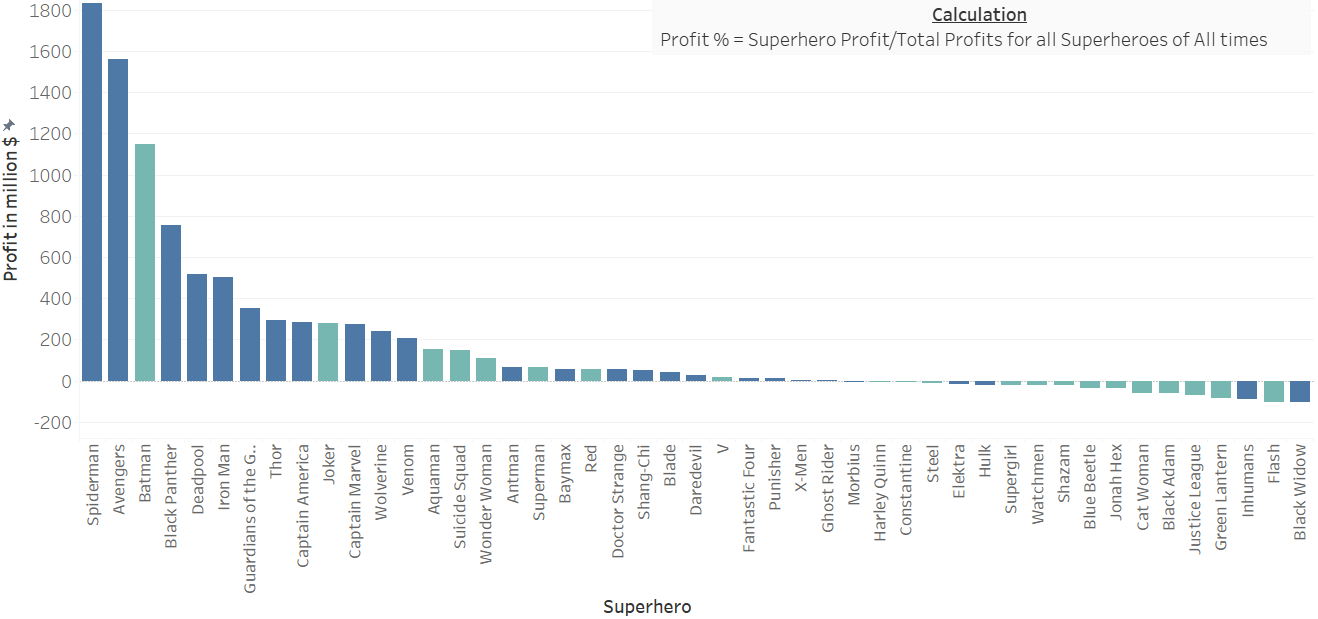 Calculation
Profit % = Superhero Profit/Total Profits for all Superheroes of All times
Profit in million $
1800
1600
1400
1200
1000
800
600
400
200
0
-200
Spiderman
Avengers
Batman
Black Panther
Deadpool
Iron Man
Guardians of the G..
Thor
Captain America
Joker
Captain Marvel
Wolverine
Venom
Aquaman
Suicide Squad
Wonder Woman
Antman
Superman
Baymax
Red
Doctor Strange
Shang-Chi
Blade
Daredevil
V
Fantastic Four
Punisher
X-Men
Ghost Rider
Morbius
Harley Quinn
Constantine
Steel
Elektra
Hulk
Supergirl
Watchmen
Shazam
Blue Beetle
Jonah Hex
Cat Woman
Black Adam
Justice League
Green Lantern
Inhumans
Flash
Black Widow
Superhero